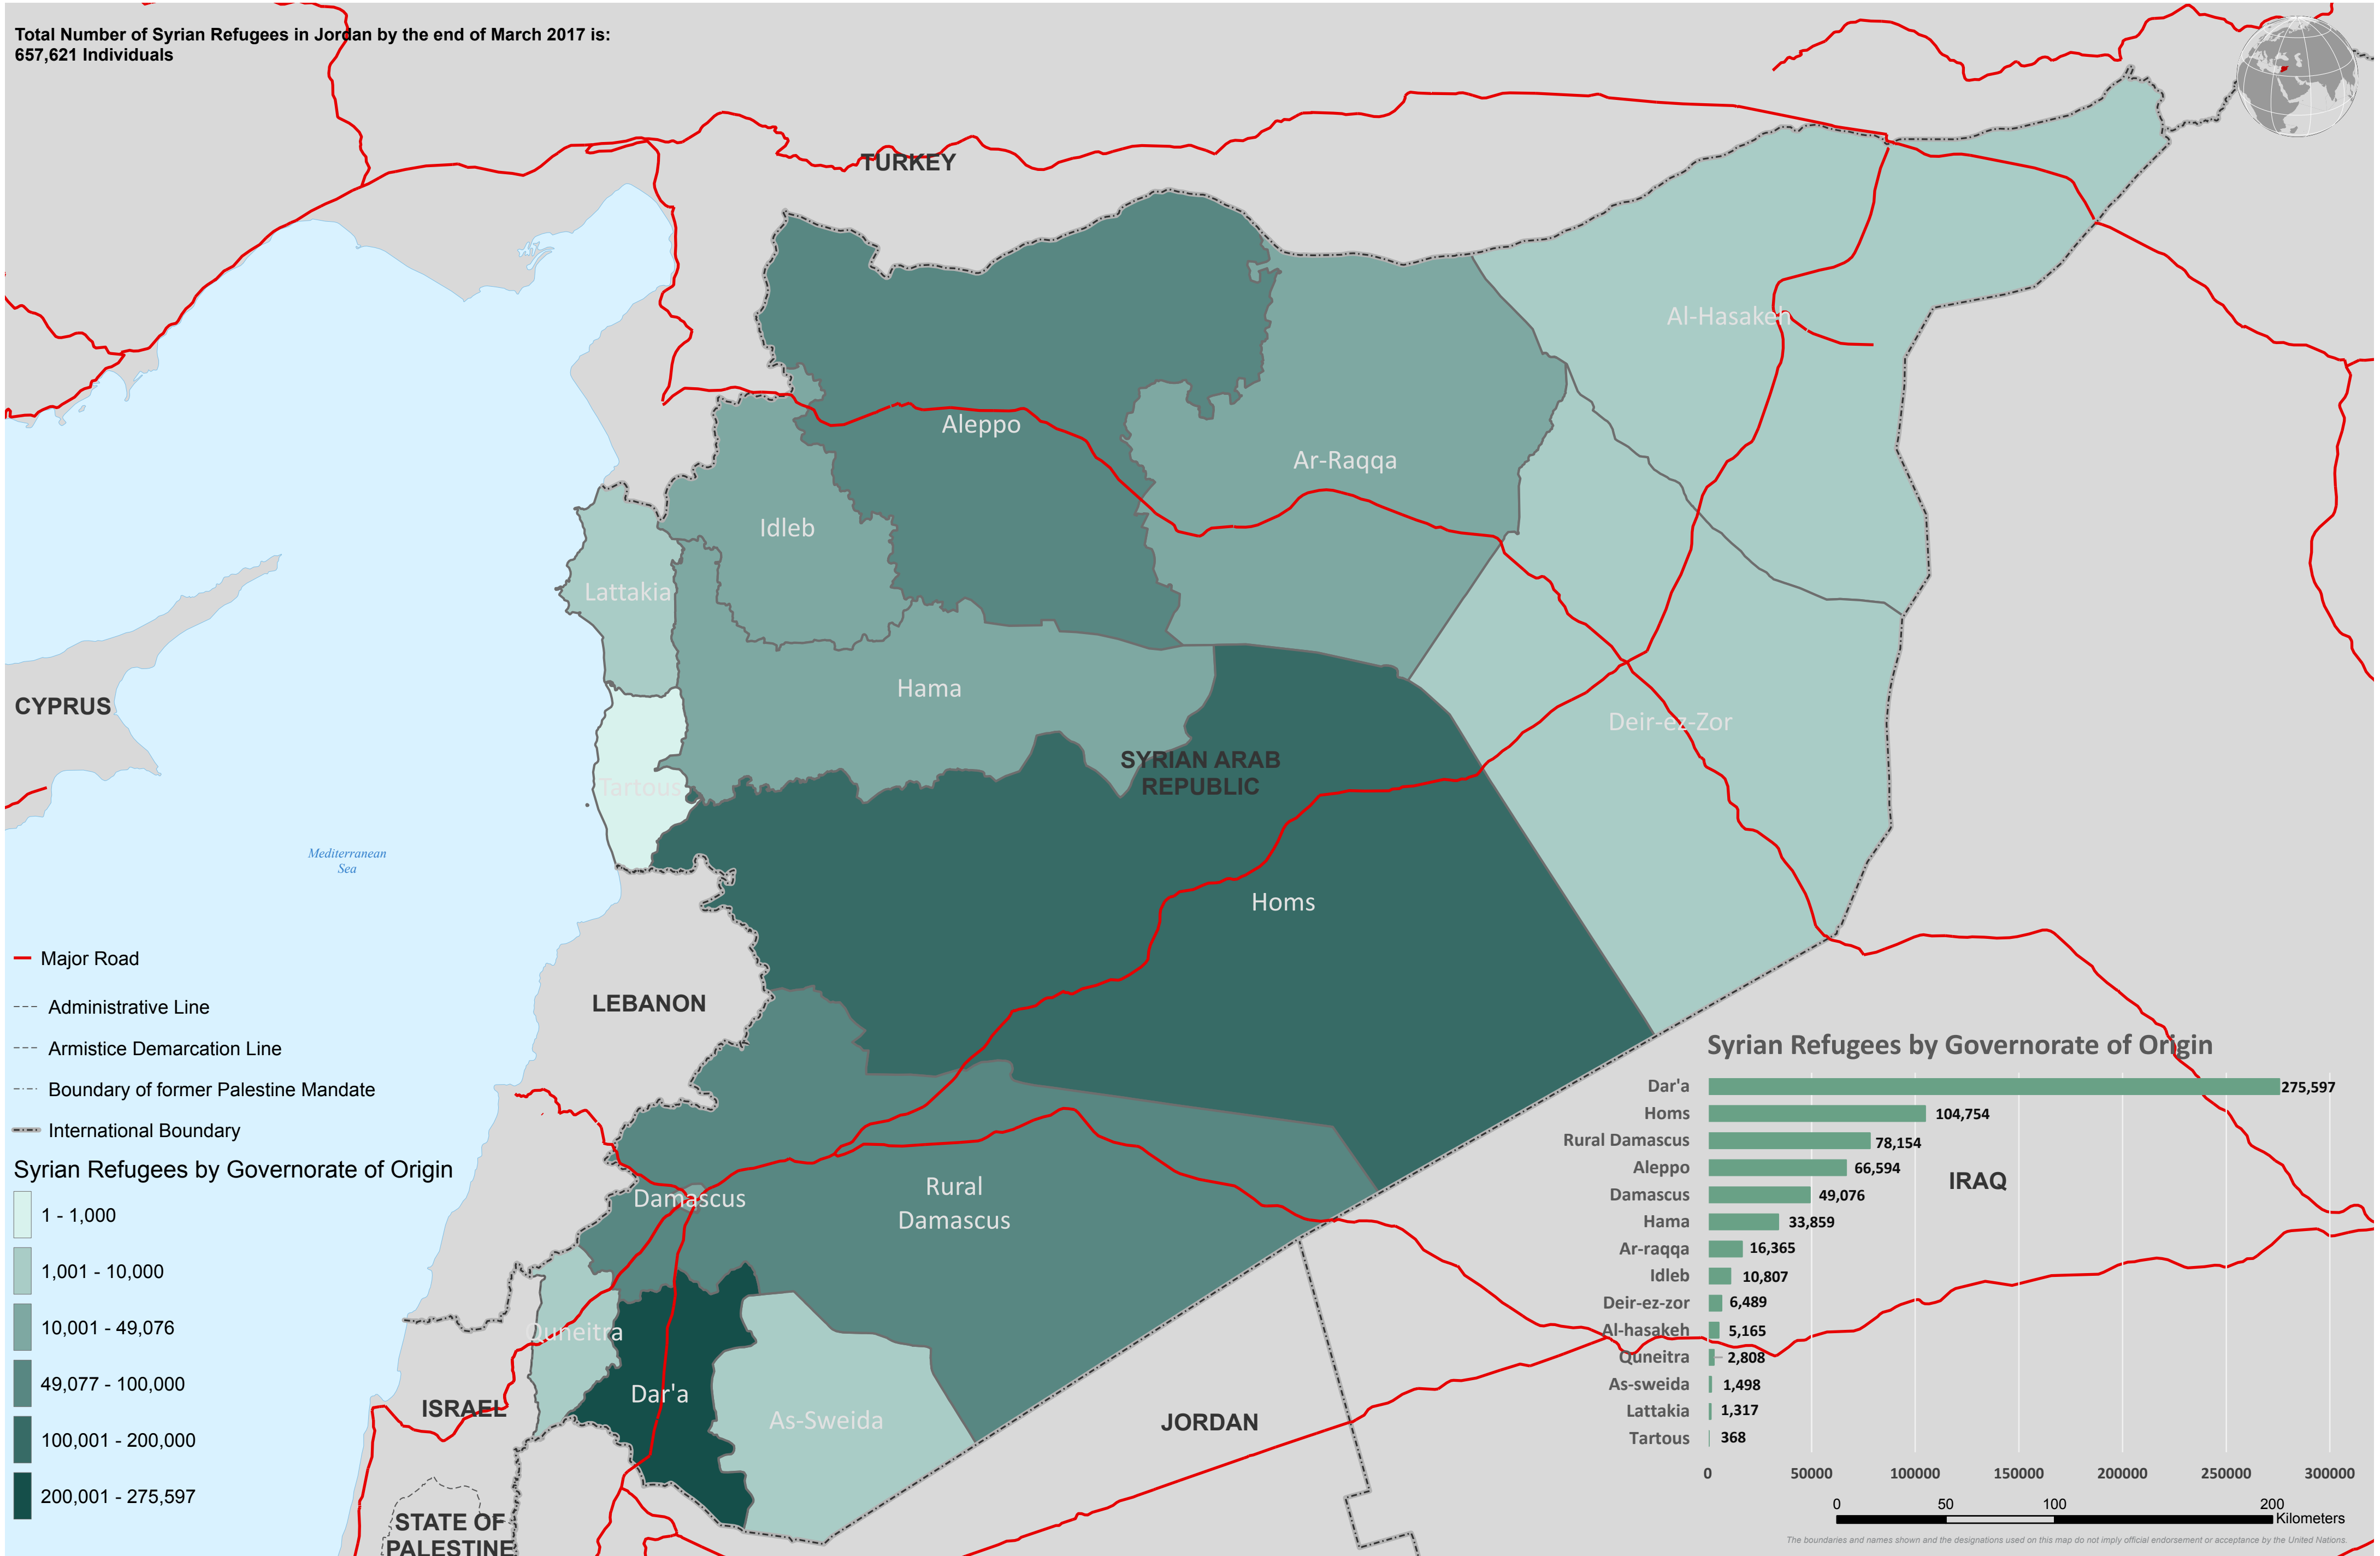 Total Number of Syrian Refugees in Jordan by the end of March 2017 is:
657,621 Individuals
TURKEY
Al-Hasakeh
Aleppo
Ar-Raqqa
Idleb
Lattakia
Hama
CYPRUS
Deir-ez-Zor
SYRIAN ARAB
REPUBLIC
Tartous
Mediterranean
Sea
Homs
LEBANON
Damascus
Rural
Damascus
Quneitra
Dar'a
As-Sweida
ISRAEL
JORDAN
IRAQ
STATE OF
PALESTINE
Major Road
Administrative Line
Armistice Demarcation Line
Boundary of former Palestine Mandate
International Boundary
Syrian Refugees by Governorate of Origin
1 - 1,000
1,001 - 10,000
10,001 - 49,076
49,077 - 100,000
100,001 - 200,000
200,001 - 275,597
Syrian Refugees by Governorate of Origin
Dar'a 275,597
Homs 104,754
Rural Damascus 78,154
Aleppo 66,594
Damascus 49,076
Hama 33,859
Ar-raqqa 16,365
Idleb 10,807
Deir-ez-zor 6,489
Al-hasakeh 5,165
Quneitra 2,808
As-sweida 1,498
Lattakia 1,317
Tartous 368
0 50000 100000 150000 200000 250000 300000
0 50 100 200
Kilometers
The boundaries and names shown and the designations used on this map do not imply official endorsement or acceptance by the United Nations.